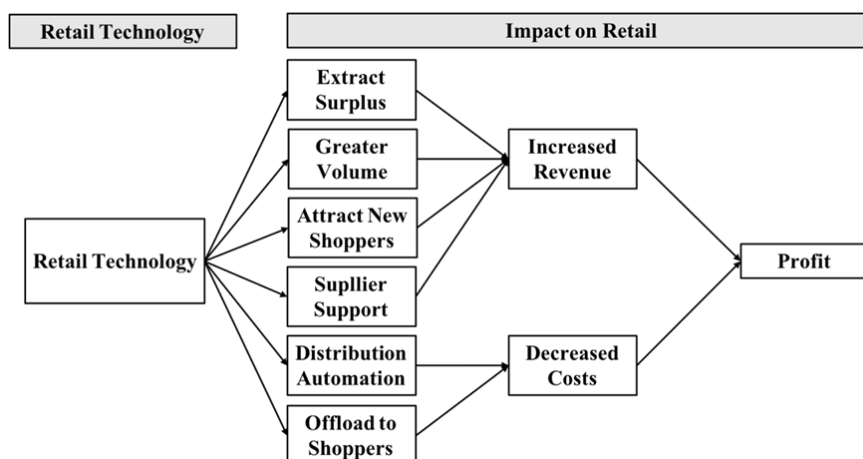 Retail Technology
Impact on Retail
Extract
Surplus
Greater
Volume
Increased
Revenue
Attract New
Shoppers
Retail Technology
Profit
Supllier
Support
Distribution
Automation
Decreased
Costs
Offload to
Shoppers